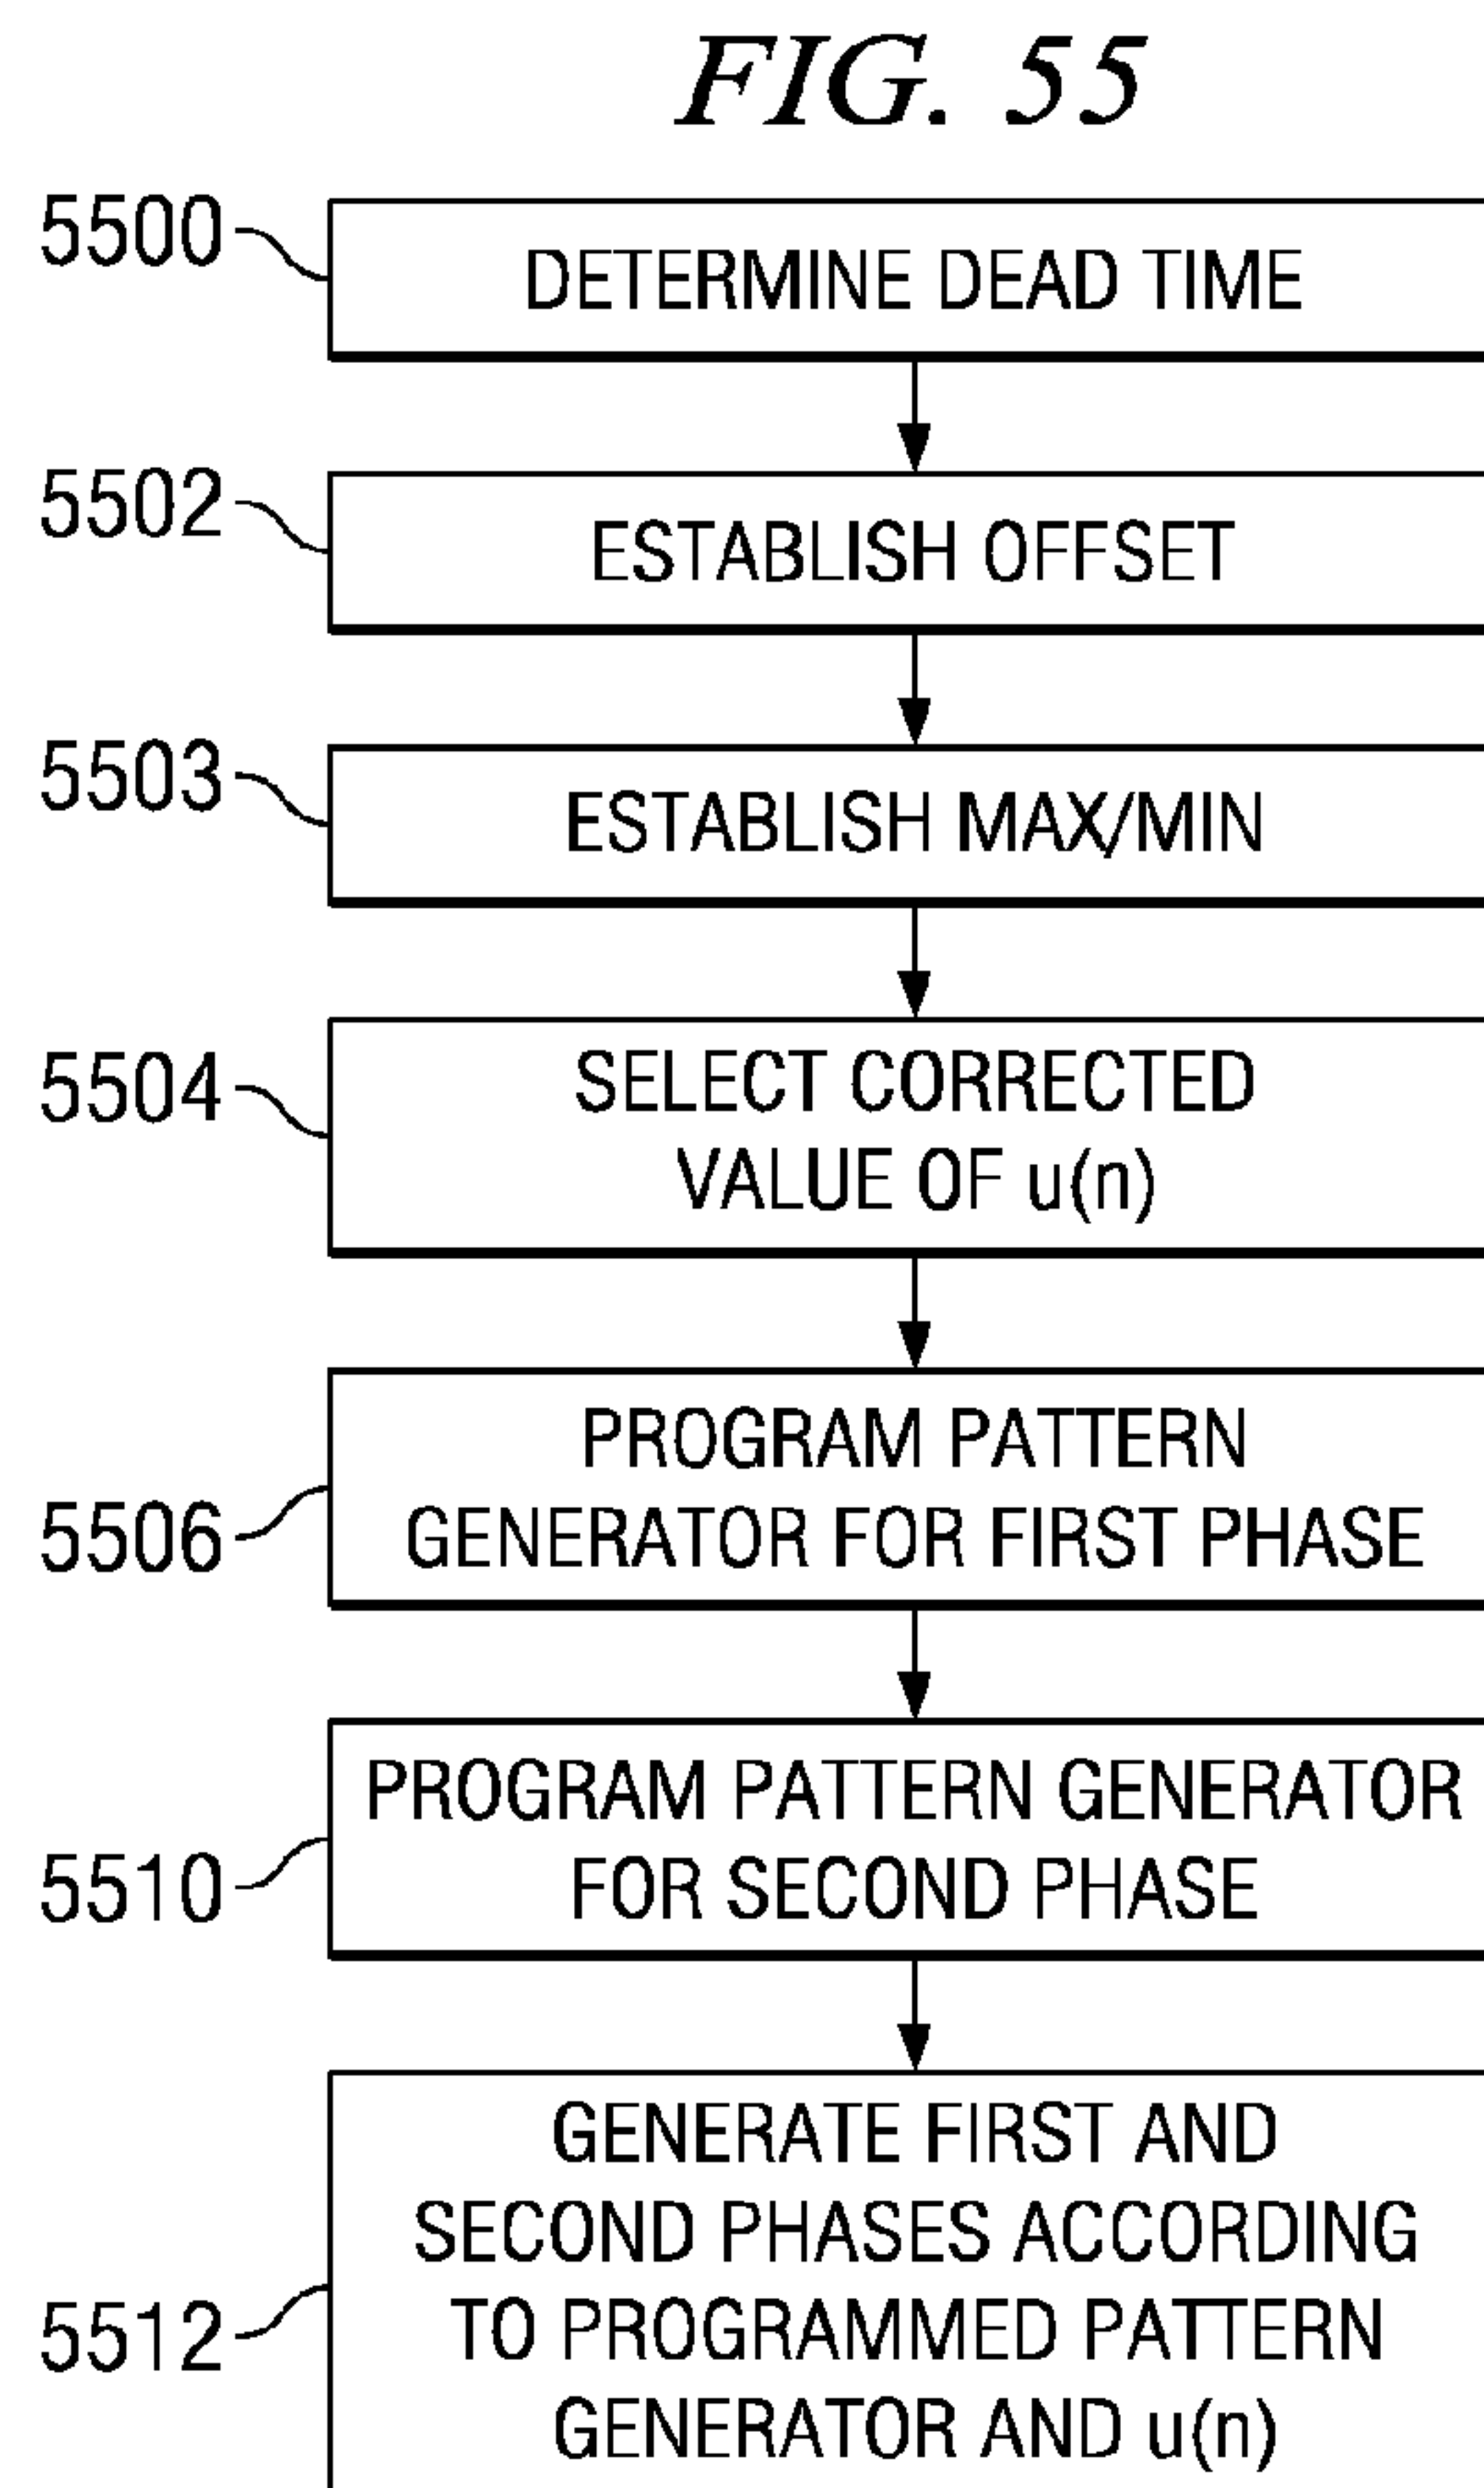 FIG. 55
5500
DETERMINE DEAD TIME
5502
ESTABLISH OFFSET
5503
ESTABLISH MAX/MIN
5504
SELECT CORRECTED
VALUE OF u(n)
5506
PROGRAM PATTERN
GENERATOR FOR FIRST PHASE
5510
PROGRAM PATTERN GENERATOR
FOR SECOND PHASE
5512
GENERATE FIRST AND
SECOND PHASES ACCORDING
TO PROGRAMMED PATTERN
GENERATOR AND u(n)